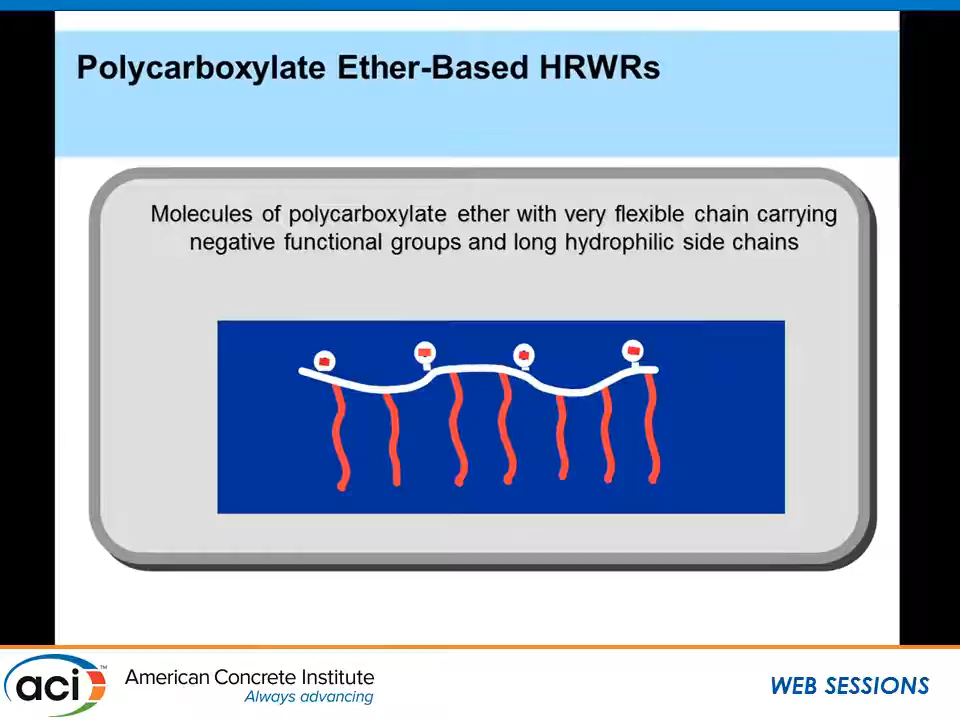 Polycarboxylate Ether-Based HRWRs
Molecules of polycarboxylate ether with very flexible chain carrying
negative functional groups and long hydrophilic side chains
aci™
American Concrete Institute
Always advancing
WEB SESSIONS